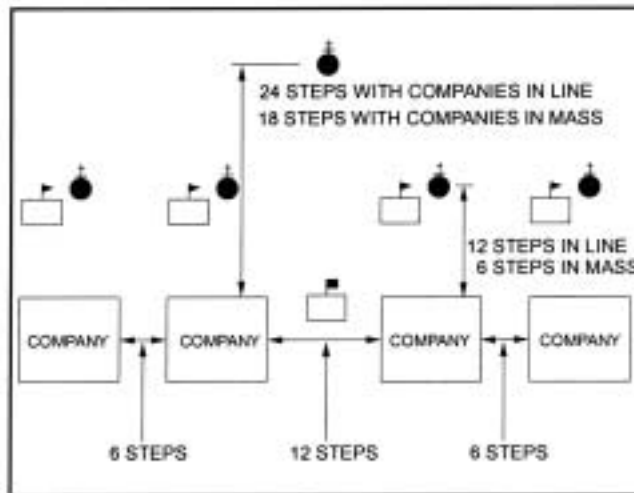 24 STEPS WITH COMPANIES IN LINE
18 STEPS WITH COMPANIES IN MASS
12 STEPS IN LINE
6 STEPS IN MASS
COMPANY
COMPANY
COMPANY
COMPANY
6 STEPS
12 STEPS
6 STEPS